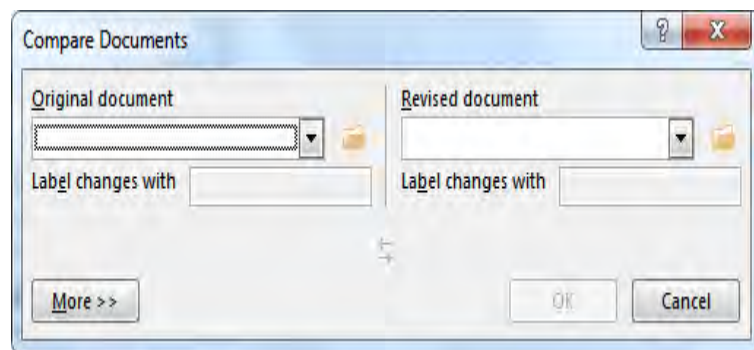 Compare Documents
?
X
Original document
Revised document
Label changes with
Label changes with
More >>
OK
Cancel